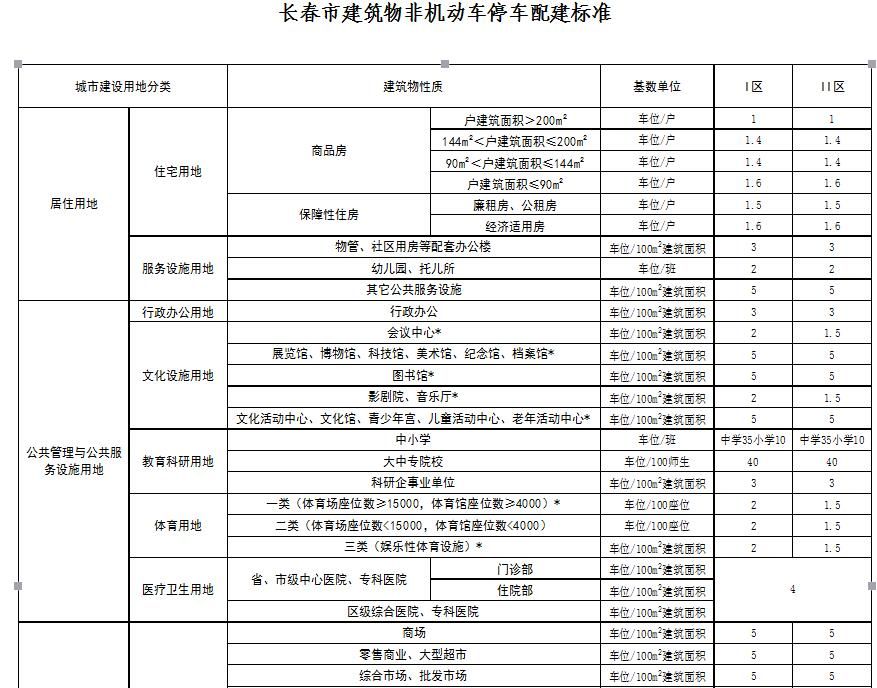 长春市建筑物非机动车停车配建标准
城市建设用地分类 建筑物性质 基数单位 I区 II区
居住用地 住宅用地 商品房 户建筑面积>200m² 车位/户 1 1
144m²<户建筑面积≤200m² 车位/户 1.4 1.4
90m²<户建筑面积≤144m² 车位/户 1.4 1.4
户建筑面积≤90m² 车位/户 1.6 1.6
保障性住房 廉租房、公租房 车位/户 1.5 1.5
经济适用房 车位/户 1.6 1.6
服务设施用地 物管、社区用房等配套办公楼 车位/100m²建筑面积 3 3
幼儿园、托儿所 车位/班 2 2
其它公共服务设施 车位/100m²建筑面积 5 5
公共管理与公共服
务设施用地 行政办公用地 行政办公 车位/100m²建筑面积 3 3
文化设施用地 会议中心* 车位/100m²建筑面积 2 1.5
展览馆、博物馆、科技馆、美术馆、纪念馆、档案馆* 车位/100m²建筑面积 5 5
图书馆* 车位/100m²建筑面积 5 5
影剧院、音乐厅* 车位/100m²建筑面积 2 1.5
文化活动中心、文化馆、青少年宫、儿童活动中心、老年活动中心* 车位/100m²建筑面积 5 5
教育科研用地 中小学 车位/班 中学35小学10 中学35小学10
大中专院校 车位/100师生 40 40
科研企事业单位 车位/100m²建筑面积 3 3
体育用地 一类（体育场座位数≥15000，体育馆座位数≥4000）* 车位/100座位 2 1.5
二类（体育场座位数<15000，体育馆座位数<4000） 车位/100座位 2 1.5
三类（娱乐性体育设施）* 车位/100m²建筑面积 2 1.5
医疗卫生用地 省、市级中心医院、专科医院 门诊部 车位/100m²建筑面积 4
住院部 车位/100m²建筑面积
区级综合医院、专科医院 车位/100m²建筑面积
商场 车位/100m²建筑面积 5 5
零售商业、大型超市 车位/100m²建筑面积 5 5
综合市场、批发市场 车位/100m²建筑面积 5 5